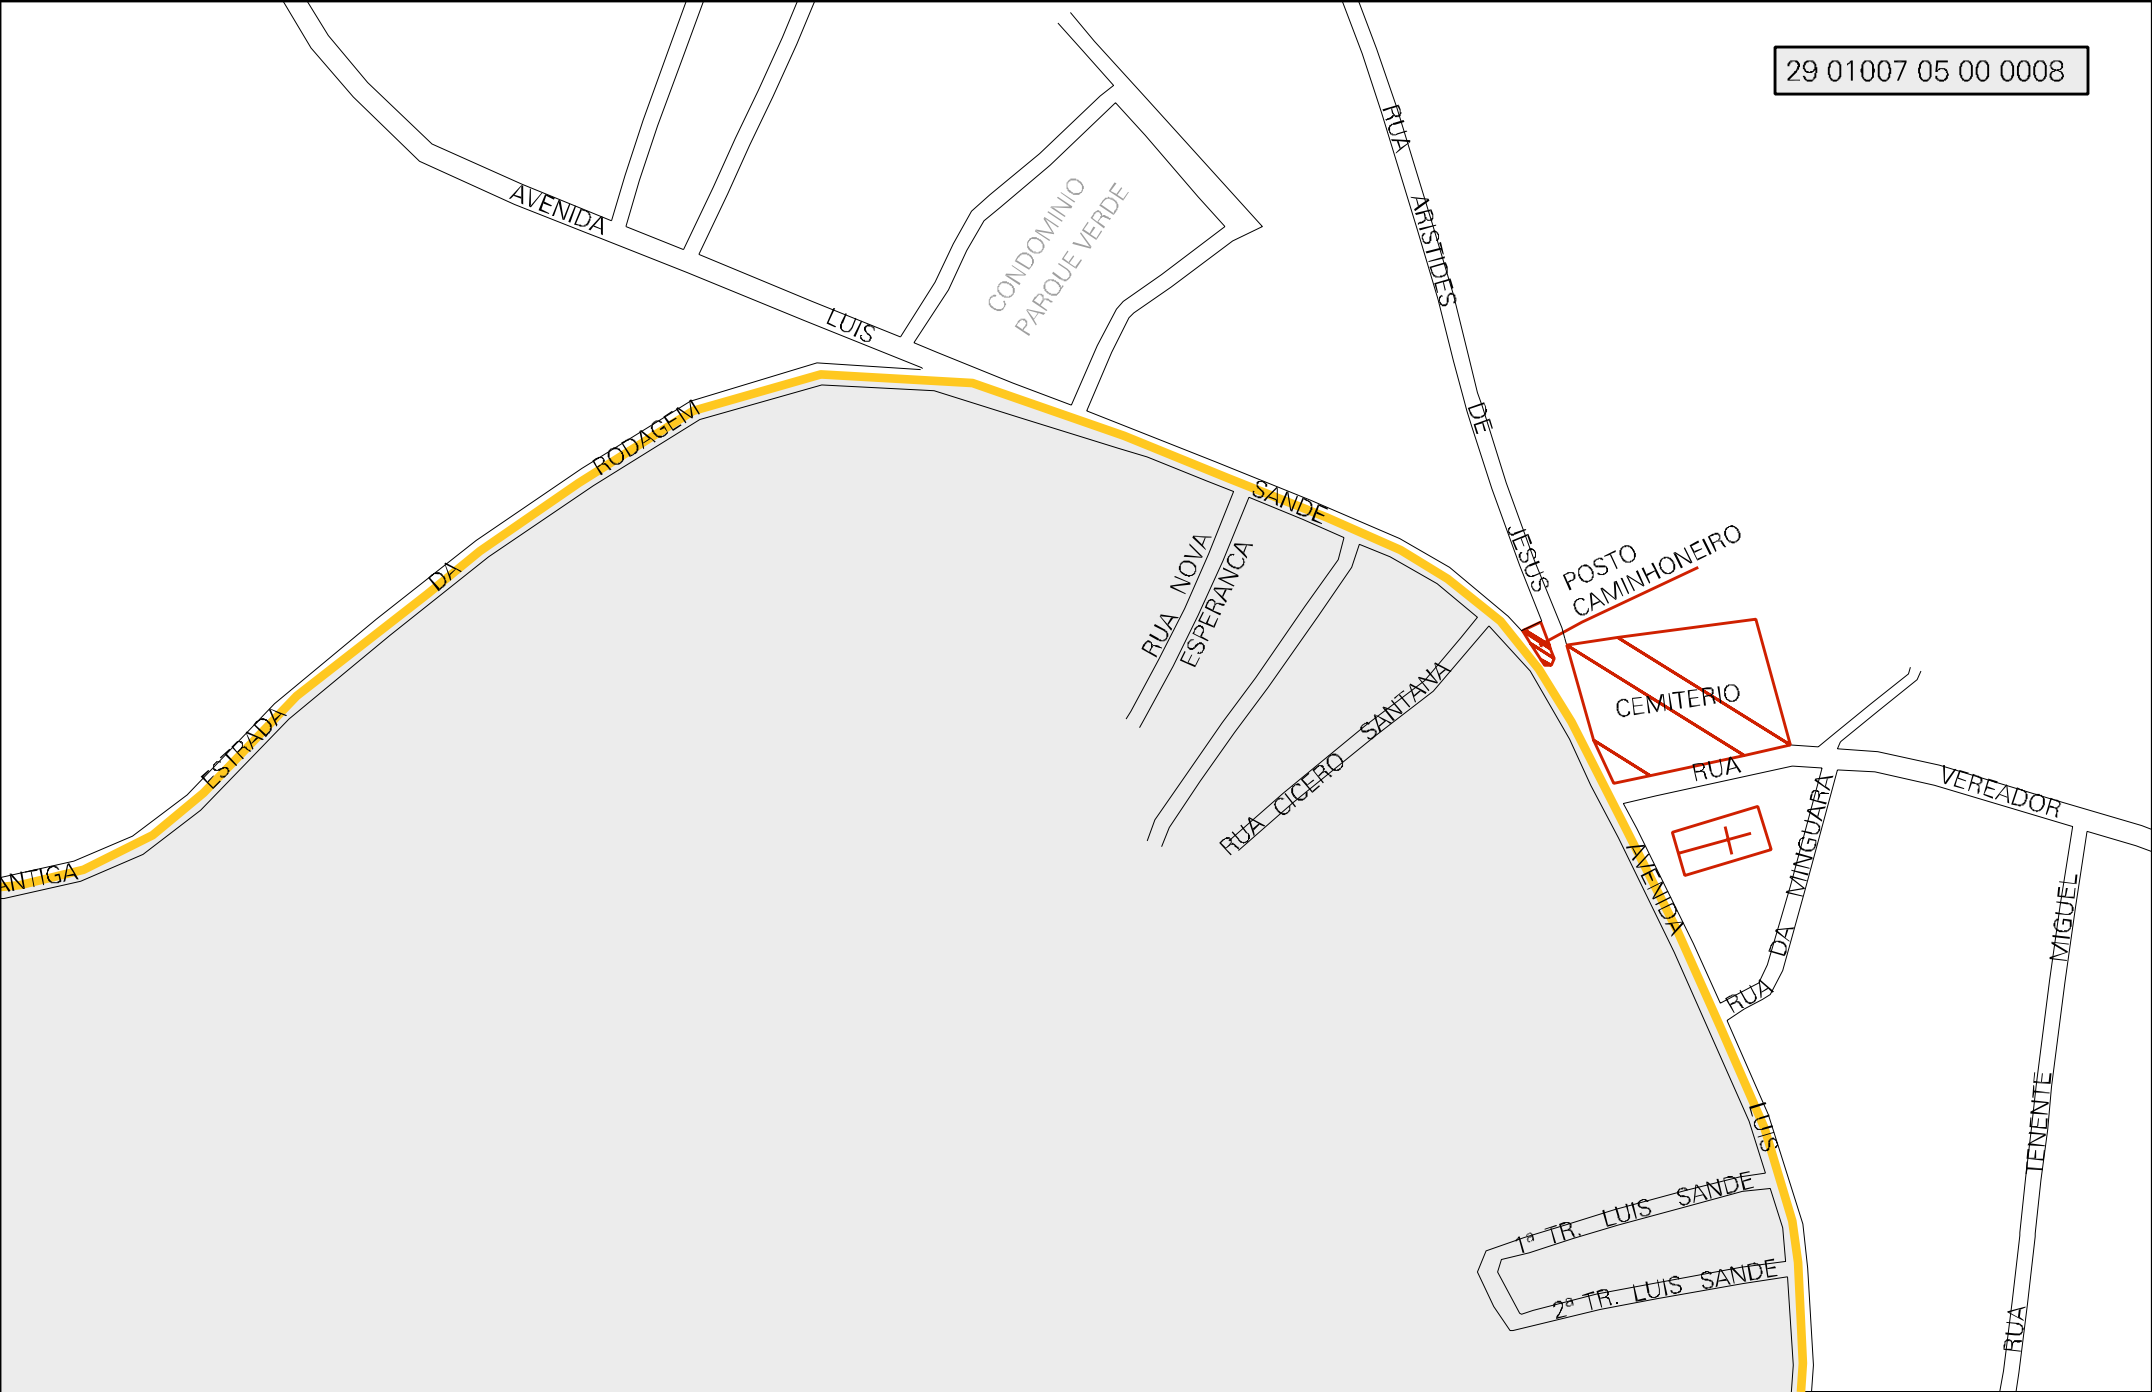 29 01007 05 00 0008
AVENIDA LUIS SANDE
CONDOMINIO
PARQUE VERDE
RUA ARISTIDES DE JESUS
ANTIGA ESTRADA DA RODAGEM
RUA NOVA
ESPERANCA
POSTO
CAMINHONEIRO
CEMITERIO
RUA CICERO SANTANA
RUA VEREADOR
RUA DA MINGUARA
AVENIDA LUIS
RUA TENENTE MIGUEL
1ª TR. LUIS SANDE
2ª TR. LUIS SANDE